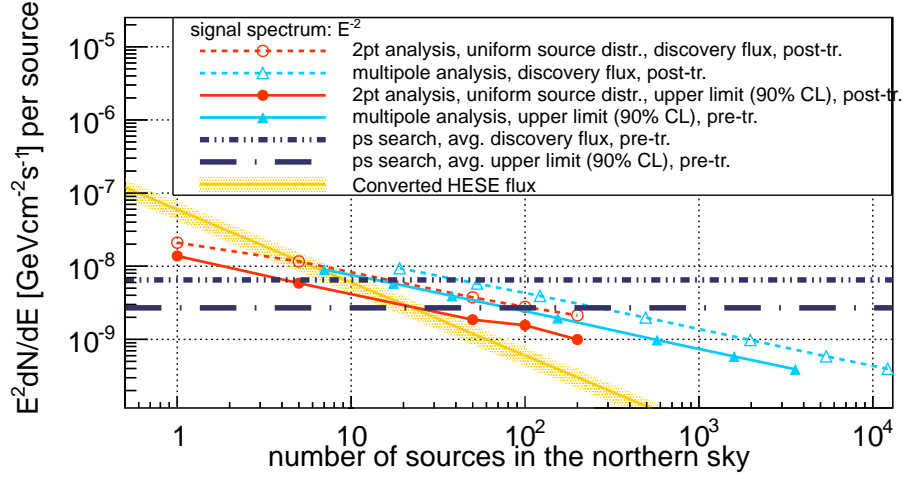 signal spectrum: E⁻²
2pt analysis, uniform source distr., discovery flux, post-tr.
multipole analysis, discovery flux, post-tr.
2pt analysis, uniform source distr., upper limit (90% CL), post-tr.
multipole analysis, upper limit (90% CL), pre-tr.
ps search, avg. discovery flux, pre-tr.
ps search, avg. upper limit (90% CL), pre-tr.
Converted HESE flux
E²dN/dE [GeVcm⁻²s⁻¹] per source
10⁻⁵
10⁻⁶
10⁻⁷
10⁻⁸
10⁻⁹
1 10 10² 10³ 10⁴
number of sources in the northern sky